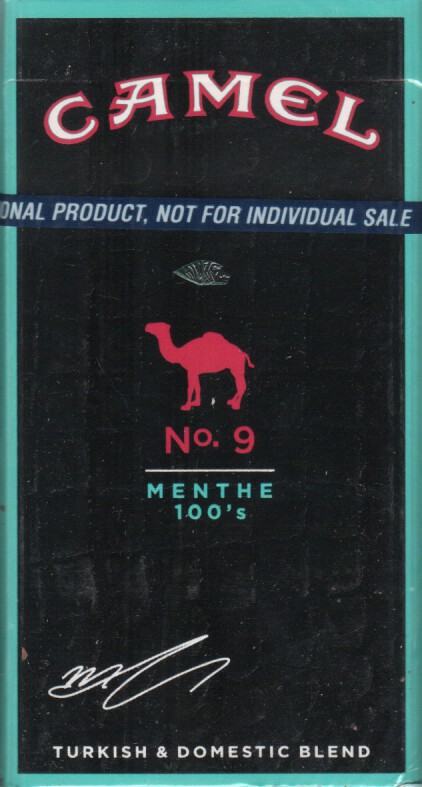 CAMEL
ONAL PRODUCT, NOT FOR INDIVIDUAL SALE
No. 9
MENTHE
100's
TURKISH & DOMESTIC BLEND